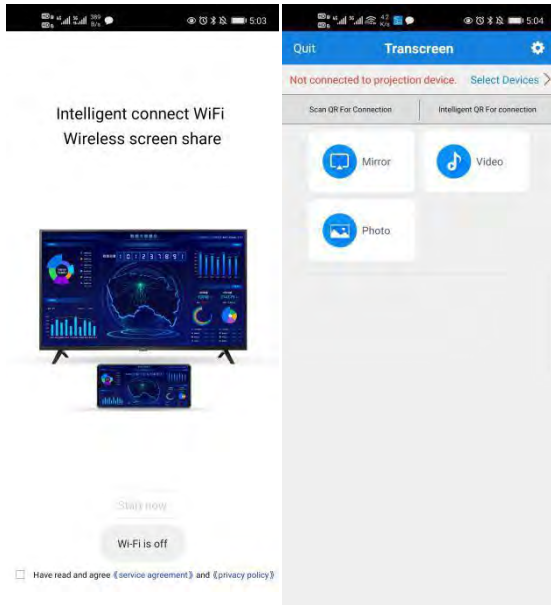 389 B/s
5:03
Intelligent connect WiFi
Wireless screen share
Start now
Wi-Fi is off
Have read and agree 《service agreement》 and 《privacy policy》
K/s
5:04
Quit
Transcreen
Not connected to projection device.
Select Devices
Scan QR For Connection
Intelligent QR For connection
Mirror
Video
Photo